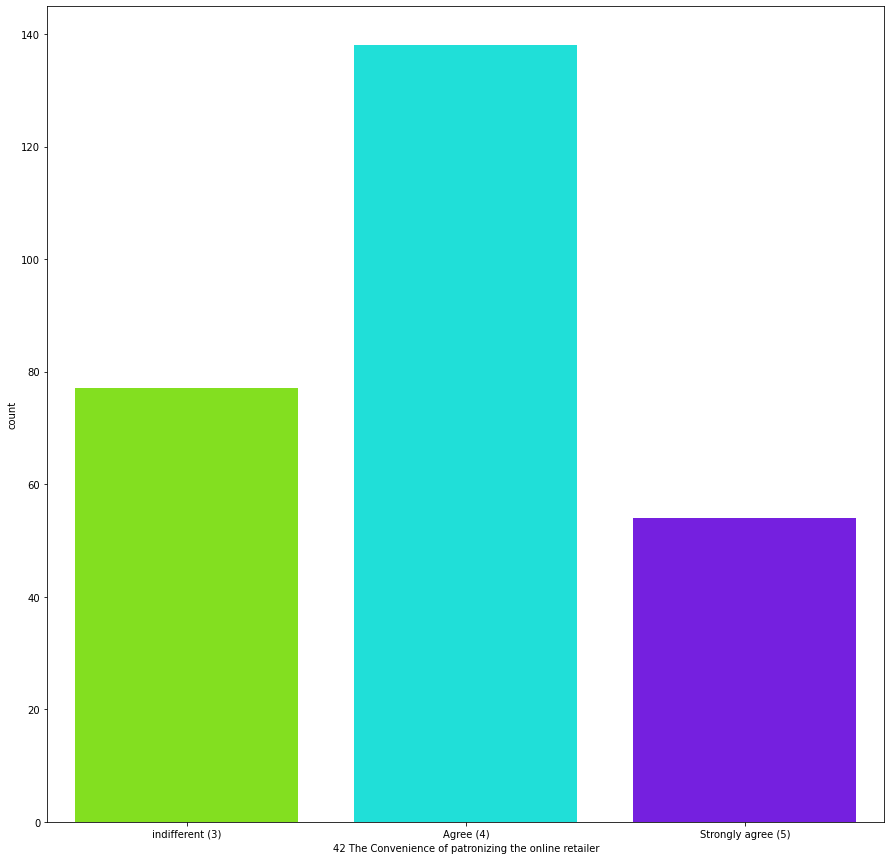 140
120
100
80
60
40
20
0
count
indifferent (3) Agree (4) Strongly agree (5)
42 The Convenience of patronizing the online retailer